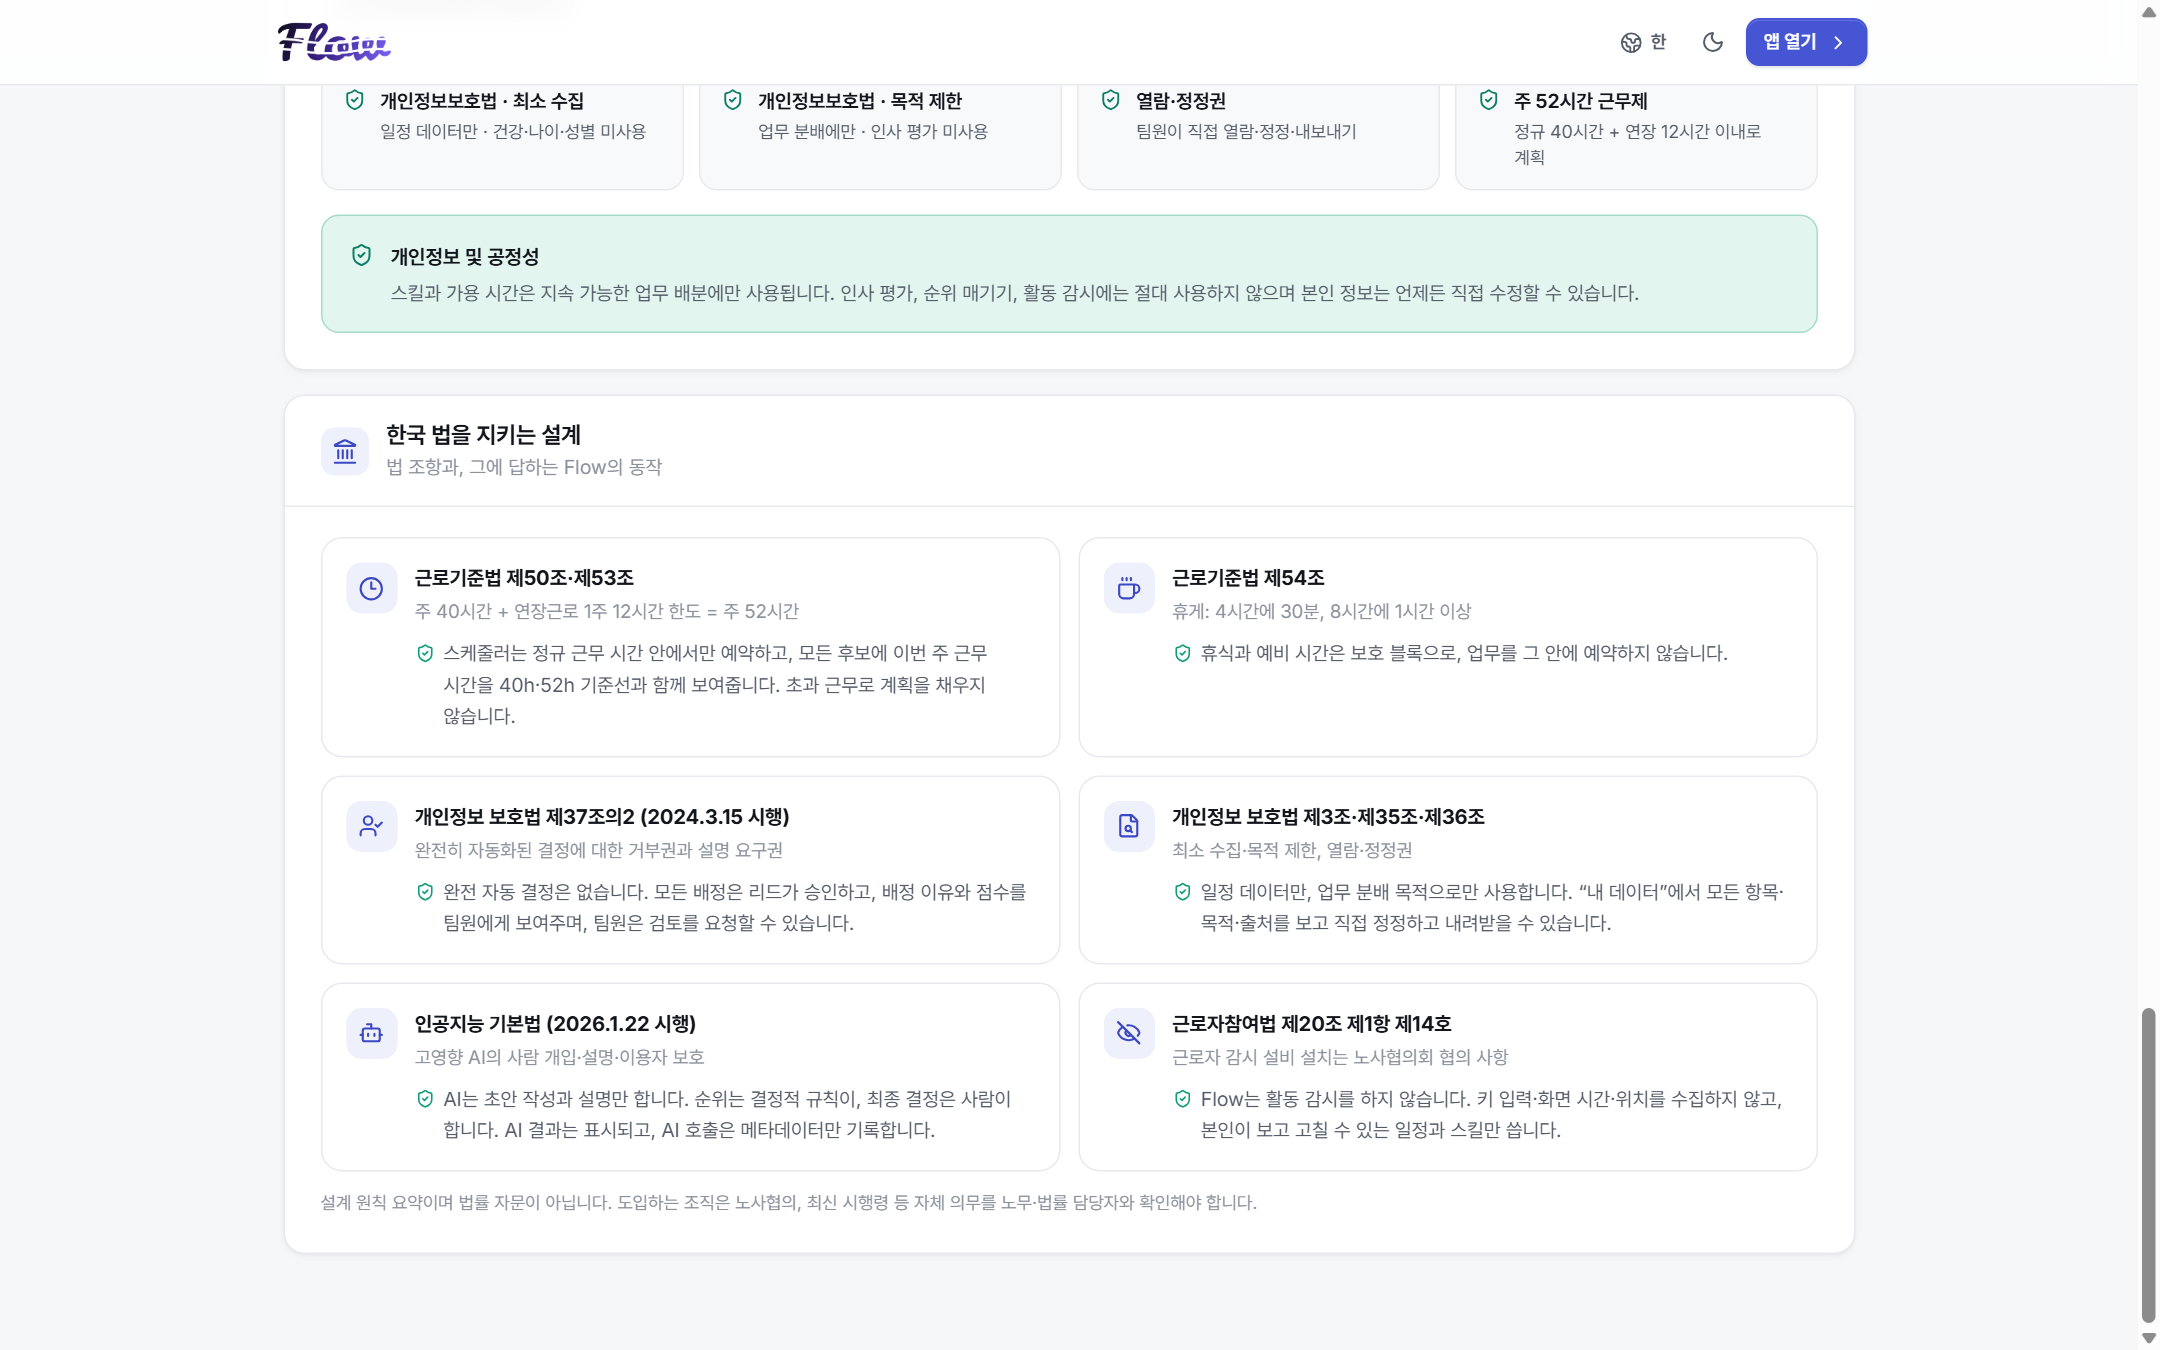 Flow
한
앱 열기
개인정보보호법 · 최소 수집
일정 데이터만 · 건강·나이·성별 미사용
개인정보보호법 · 목적 제한
업무 분배에만 · 인사 평가 미사용
열람·정정권
팀원이 직접 열람·정정·내보내기
주 52시간 근무제
정규 40시간 + 연장 12시간 이내로
계획
개인정보 및 공정성
스킬과 가용 시간은 지속 가능한 업무 배분에만 사용됩니다. 인사 평가, 순위 매기기, 활동 감시에는 절대 사용하지 않으며 본인 정보는 언제든 직접 수정할 수 있습니다.
한국 법을 지키는 설계
법 조항과, 그에 답하는 Flow의 동작
근로기준법 제50조·제53조
주 40시간 + 연장근로 1주 12시간 한도 = 주 52시간
스케줄러는 정규 근무 시간 안에서만 예약하고, 모든 후보에 이번 주 근무
시간을 40h·52h 기준선과 함께 보여줍니다. 초과 근무로 계획을 채우지
않습니다.
근로기준법 제54조
휴게: 4시간에 30분, 8시간에 1시간 이상
휴식과 예비 시간은 보호 블록으로, 업무를 그 안에 예약하지 않습니다.
개인정보 보호법 제37조의2 (2024.3.15 시행)
완전히 자동화된 결정에 대한 거부권과 설명 요구권
완전 자동 결정은 없습니다. 모든 배정은 리드가 승인하고, 배정 이유와 점수를
팀원에게 보여주며, 팀원은 검토를 요청할 수 있습니다.
개인정보 보호법 제3조·제35조·제36조
최소 수집·목적 제한, 열람·정정권
일정 데이터만, 업무 분배 목적으로만 사용합니다. “내 데이터”에서 모든 항목·
목적·출처를 보고 직접 정정하고 내려받을 수 있습니다.
인공지능 기본법 (2026.1.22 시행)
고영향 AI의 사람 개입·설명·이용자 보호
AI는 초안 작성과 설명만 합니다. 순위는 결정적 규칙이, 최종 결정은 사람이
합니다. AI 결과는 표시되고, AI 호출은 메타데이터만 기록합니다.
근로자참여법 제20조 제1항 제14호
근로자 감시 설비 설치는 노사협의회 협의 사항
Flow는 활동 감시를 하지 않습니다. 키 입력·화면 시간·위치를 수집하지 않고,
본인이 보고 고칠 수 있는 일정과 스킬만 씁니다.
설계 원칙 요약이며 법률 자문이 아닙니다. 도입하는 조직은 노사협의, 최신 시행령 등 자체 의무를 노무·법률 담당자와 확인해야 합니다.